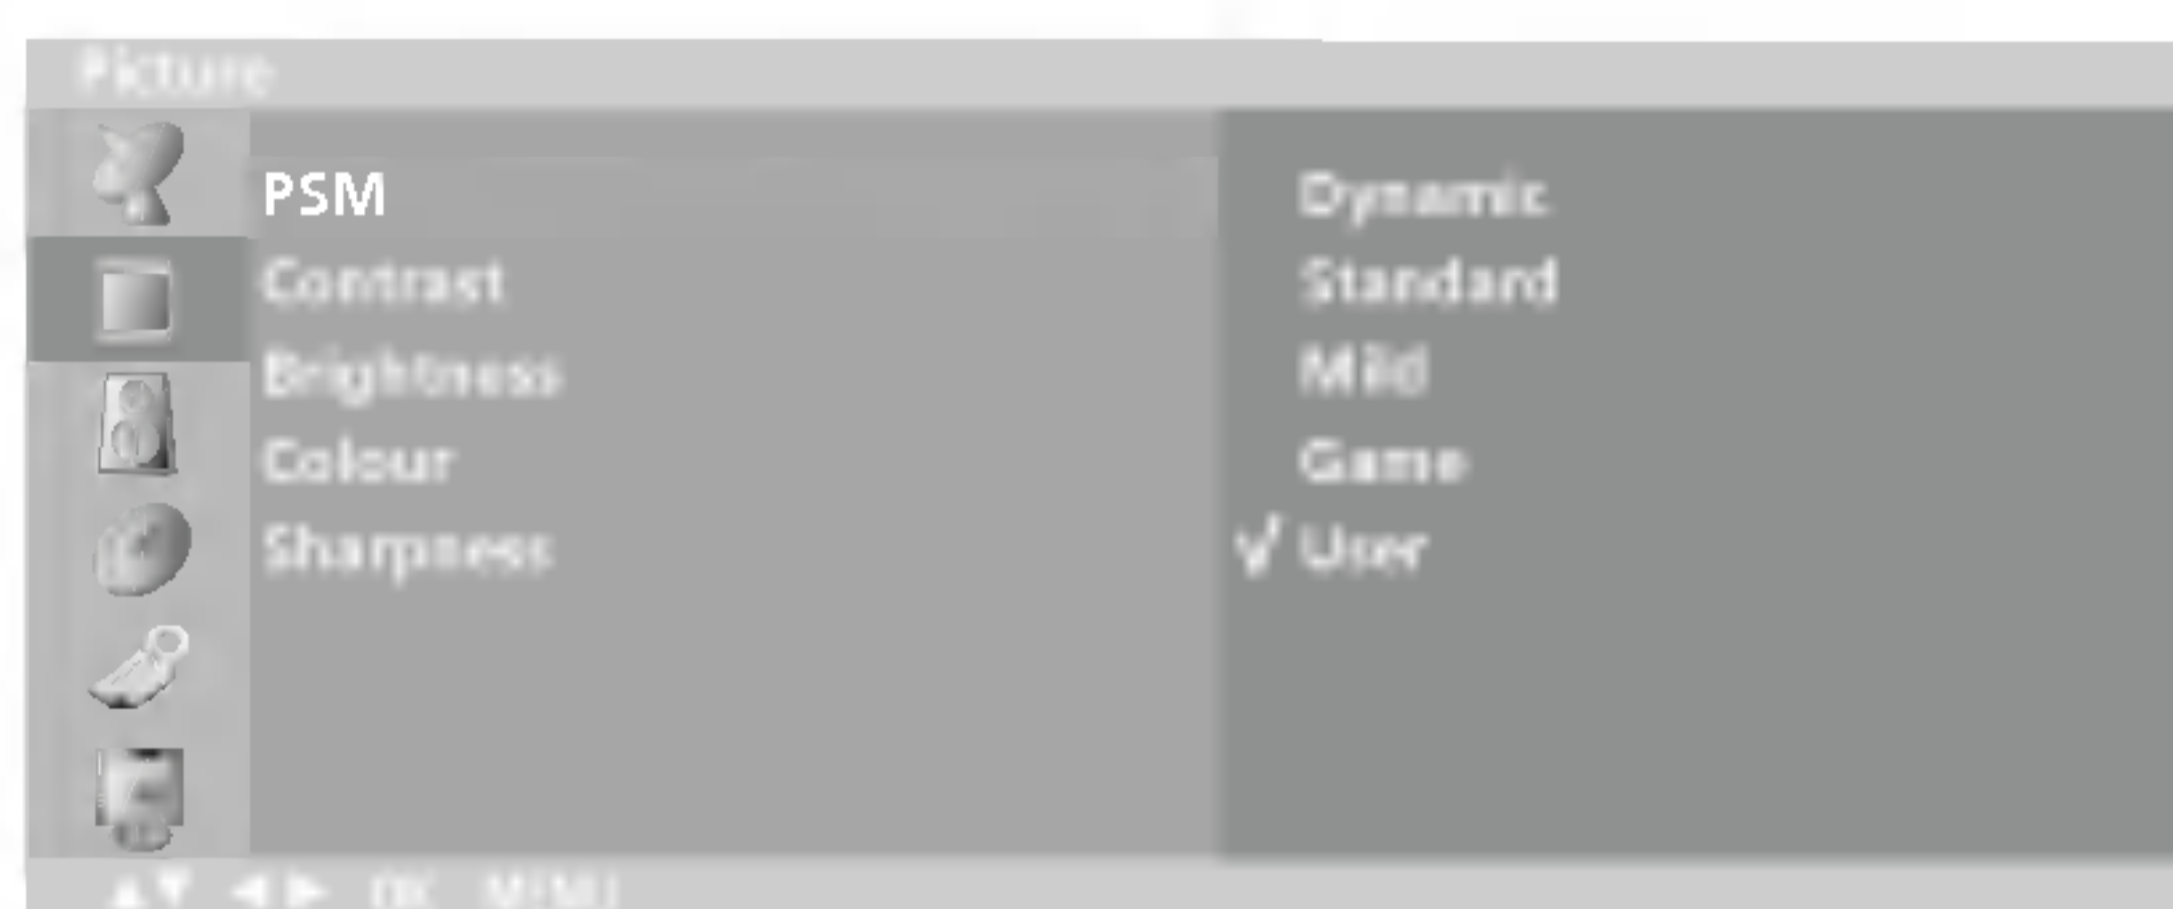 Picture
PSM
Contrast
Brightness
Colour
Sharpness
Dynamic
Standard
Mild
Game
√ User
▲▼ ◀ ▶ OK MENU